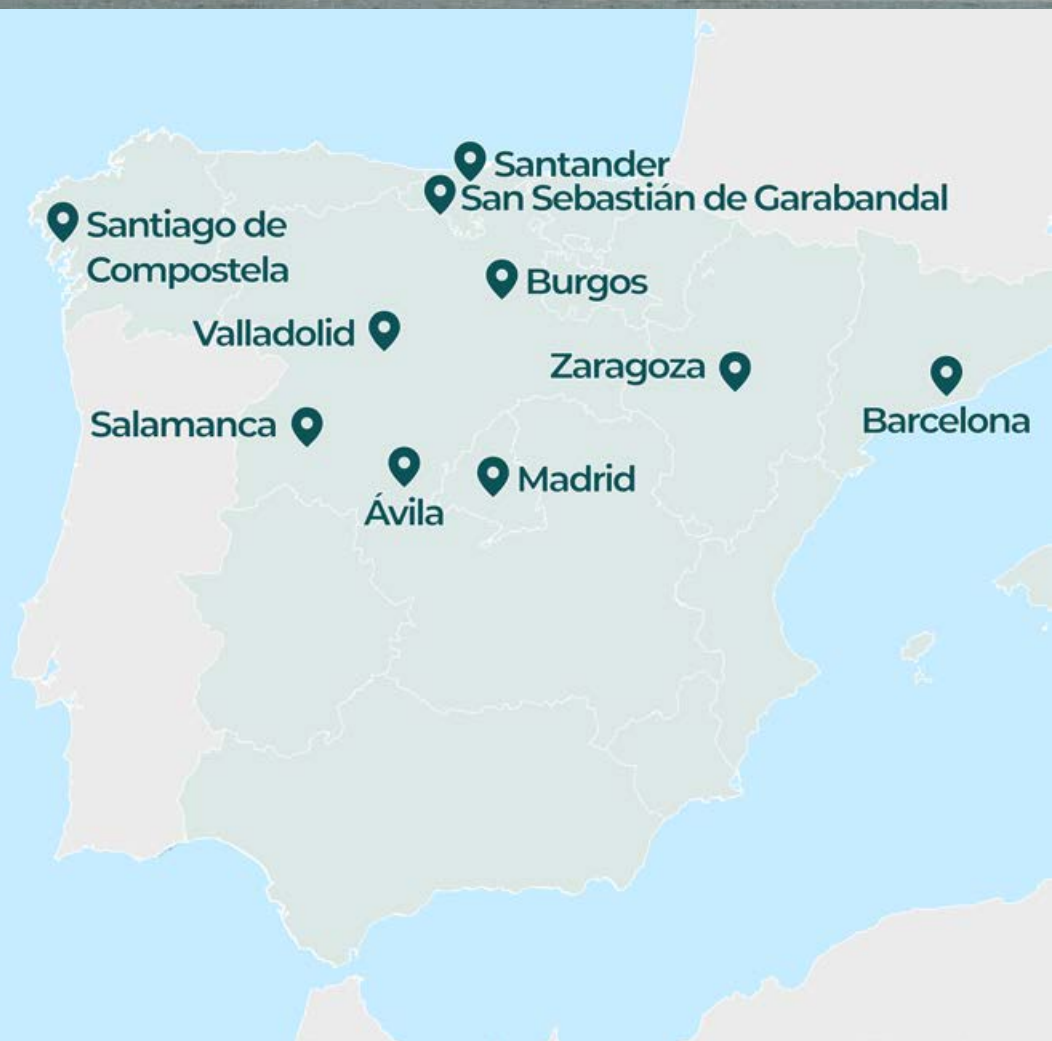 Santander
San Sebastián de Garabandal
Santiago de
Compostela
Burgos
Valladolid
Zaragoza
Barcelona
Salamanca
Madrid
Ávila